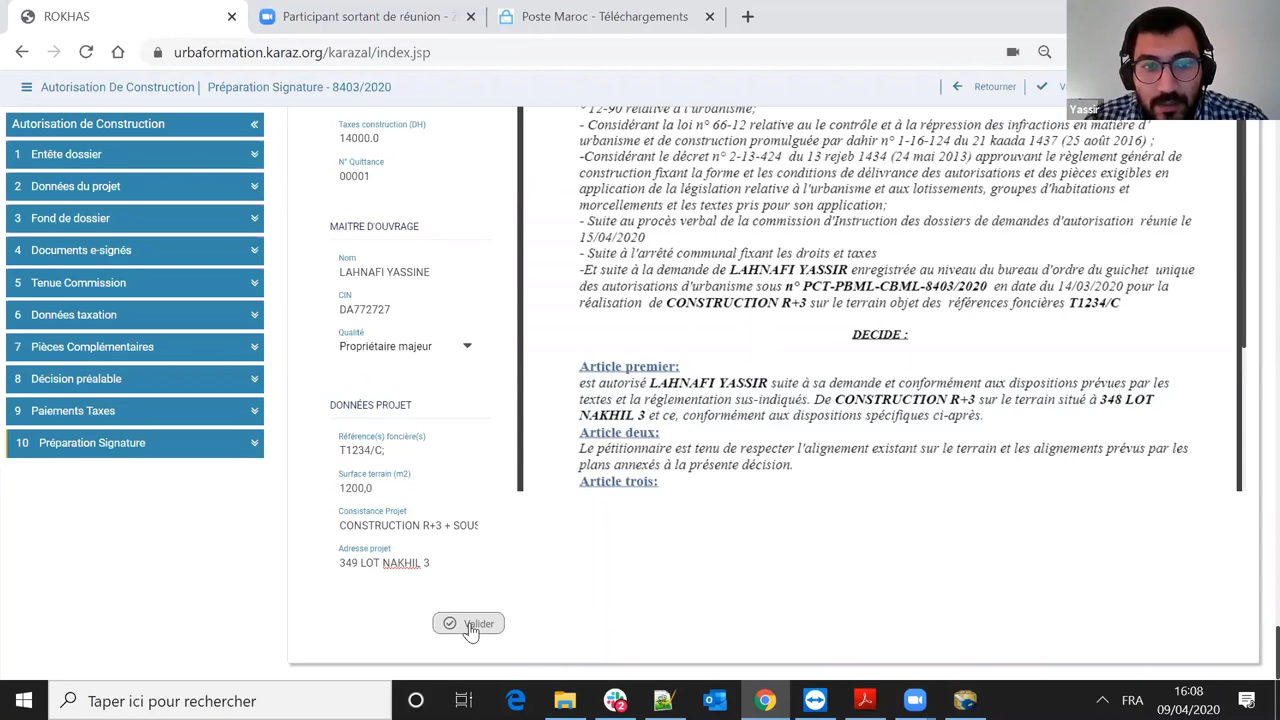 ROKHAS
Participant sortant de réunion - Z
Poste Maroc - Téléchargements
urbaformation.karaz.org/karazal/index.jsp
Autorisation De Construction | Préparation Signature - 8403/2020
Retourner
Yassir
Autorisation de Construction
1 Entête dossier
2 Données du projet
3 Fond de dossier
4 Documents e-signés
5 Tenue Commission
6 Données taxation
7 Pièces Complémentaires
8 Décision préalable
9 Paiements Taxes
10 Préparation Signature
Taxes construction (DH)
14000.0
N° Quittance
00001
MAITRE D'OUVRAGE
Nom
LAHNAFI YASSINE
CIN
DA772727
Qualité
Propriétaire majeur
DONNÉES PROJET
Référence(s) foncière(s)
T1234/C;
Surface terrain (m2)
1200,0
Consistance Projet
CONSTRUCTION R+3 + SOUS
Adresse projet
349 LOT NAKHIL 3
Valider
° 12-90 relative à l'urbanisme;
- Considérant la loi n° 66-12 relative au le contrôle et à la répression des infractions en matière d'
urbanisme et de construction promulguée par dahir n° 1-16-124 du 21 kaada 1437 (25 août 2016) ;
-Considérant le décret n° 2-13-424 du 13 rejeb 1434 (24 mai 2013) approuvant le règlement général de
construction fixant la forme et les conditions de délivrance des autorisations et des pièces exigibles en
application de la législation relative à l'urbanisme et aux lotissements, groupes d'habitations et
morcellements et les textes pris pour son application;
- Suite au procès verbal de la commission d'Instruction des dossiers de demandes d'autorisation réunie le
15/04/2020
- Suite à l'arrêté communal fixant les droits et taxes
-Et suite à la demande de LAHNAFI YASSIR enregistrée au niveau du bureau d'ordre du guichet unique
des autorisations d'urbanisme sous n° PCT-PBML-CBML-8403/2020 en date du 14/03/2020 pour la
réalisation de CONSTRUCTION R+3 sur le terrain objet des références foncières T1234/C
DECIDE :
Article premier:
est autorisé LAHNAFI YASSIR suite à sa demande et conformément aux dispositions prévues par les
textes et la réglementation sus-indiqués. De CONSTRUCTION R+3 sur le terrain situé à 348 LOT
NAKHIL 3 et ce, conformément aux dispositions spécifiques ci-après.
Article deux:
Le pétitionnaire est tenu de respecter l'alignement existant sur le terrain et les alignements prévus par les
plans annexés à la présente décision.
Article trois:
Taper ici pour rechercher
2
FRA
16:08
09/04/2020